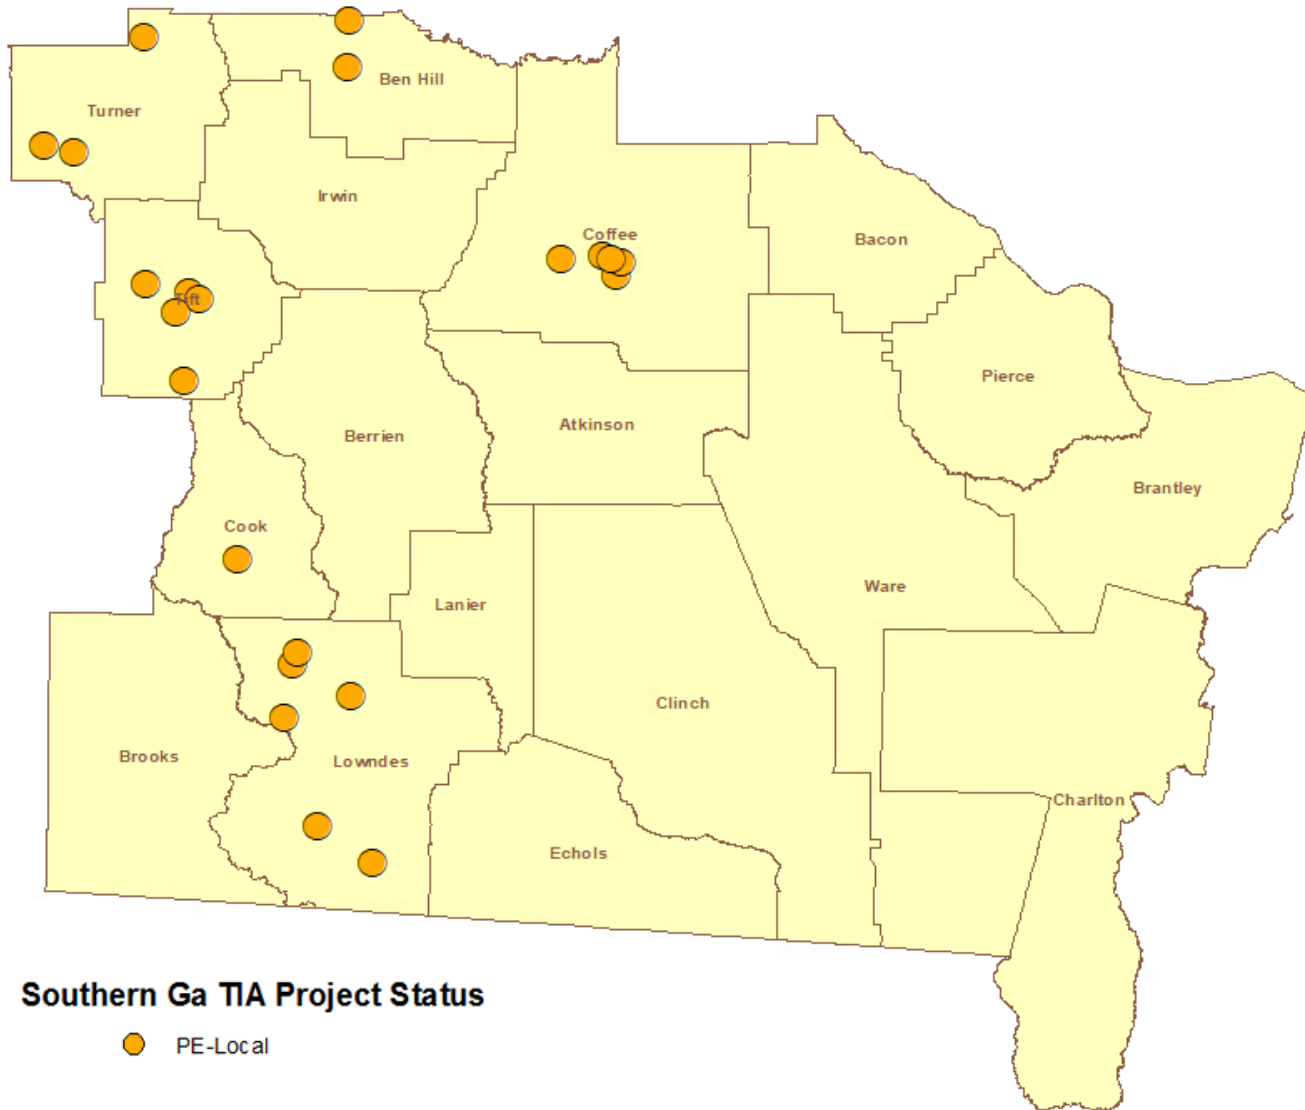 Ben Hill
Turner
Irwin
Coffee
Bacon
Tift
Pierce
Atkinson
Berrien
Brantley
Cook
Ware
Lanier
Clinch
Brooks
Lowndes
Charlton
Echols
Southern Ga TIA Project Status
PE-Local